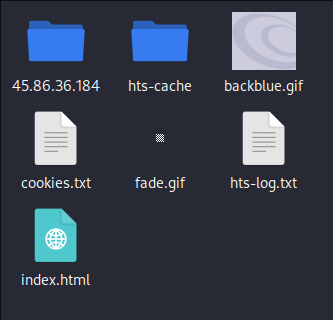 45.86.36.184
hts-cache
backblue.gif
cookies.txt
fade.gif
hts-log.txt
index.html